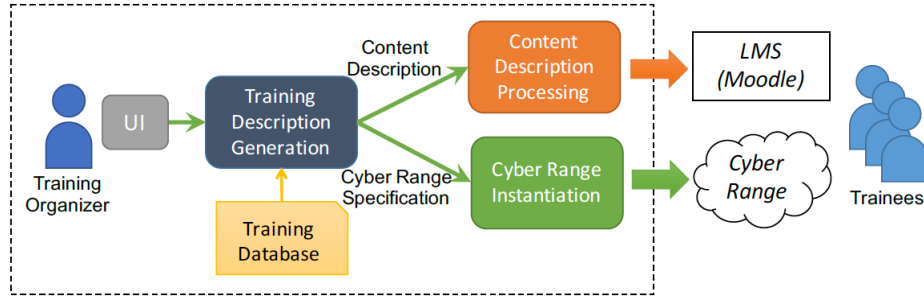 Training
Organizer
UI
Training
Description
Generation
Training
Database
Content
Description
Cyber Range
Specification
Content
Description
Processing
Cyber Range
Instantiation
LMS
(Moodle)
Cyber
Range
Trainees